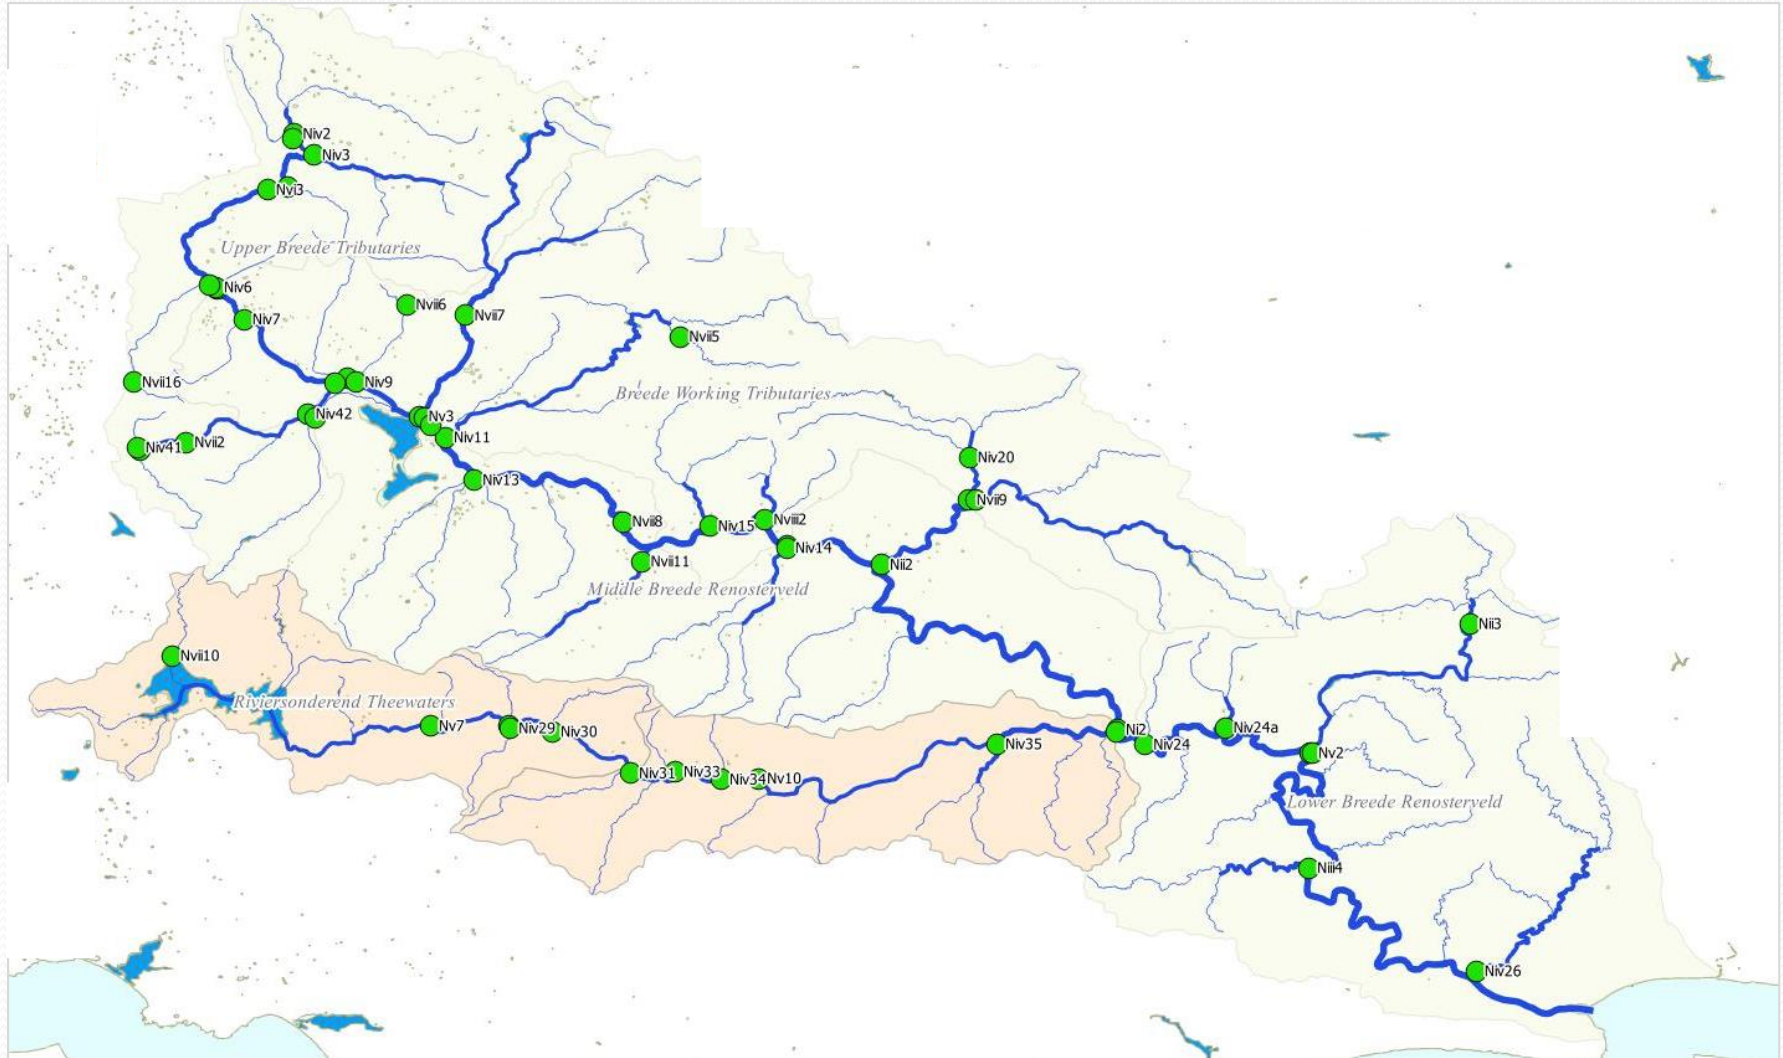 Niv2
Niv3
Nvi3
Upper Breede Tributaries
Niv6
Nvii6
Nvii7
Niv7
Nvii5
Nvii16
Niv9
Breede Working Tributaries
Niv42
Nv3
Niv11
Niv41
Nvii2
Niv20
Niv13
Nvii9
Nvii8
Niv15
Nviii2
Niv14
Nvii11
Nii2
Middle Breede Renosterveld
Nii3
Nvii10
Riviersonderend Theewaters
Nv7
Niv29
Niv30
Ni2
Niv24a
Niv35
Niv24
Nv2
Niv31
Niv33
Niv34
Nv10
Lower Breede Renosterveld
Niii4
Niv26